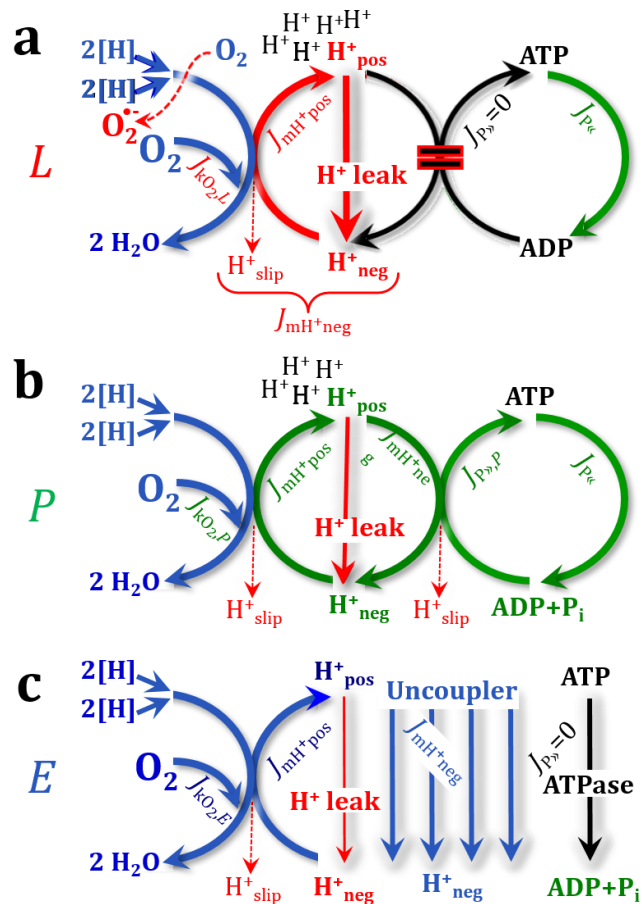 a
H⁺ H⁺ H⁺
H⁺ H⁺ H⁺pos
2[H]
2[H]
O₂
O₂•-
O₂
JkO₂,L
JmH⁺pos
JP»=0
ATP
JP«
L
H⁺ leak
2 H₂O
H⁺slip
H⁺neg
ADP
JmH⁺neg
b
H⁺ H⁺
H⁺ H⁺ H⁺pos
2[H]
2[H]
ATP
O₂
JkO₂,P
JmH⁺pos
JmH⁺ne
g
JP»,P
JP«
P
H⁺ leak
2 H₂O
H⁺slip
H⁺neg
H⁺slip
ADP+Pi
c
2[H]
2[H]
H⁺pos
Uncoupler
ATP
O₂
JkO₂,E
JmH⁺pos
JmH⁺neg
JP»=0
E
H⁺ leak
ATPase
2 H₂O
H⁺slip
H⁺neg
H⁺neg
ADP+Pi